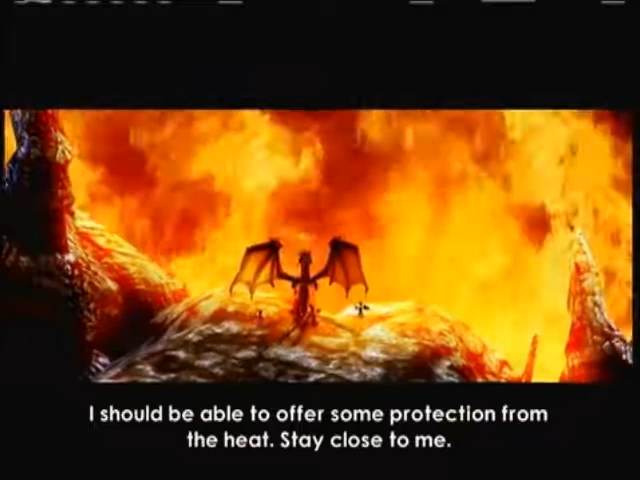 I should be able to offer some protection from
the heat. Stay close to me.